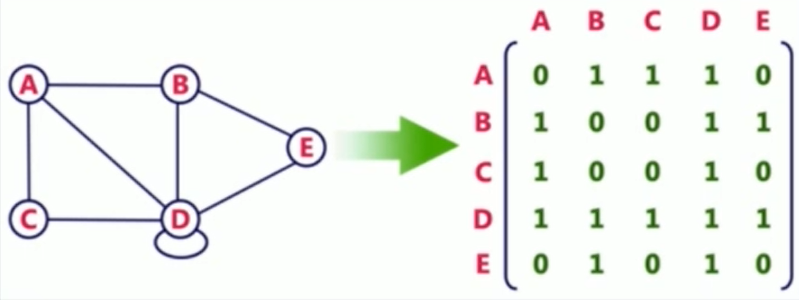 A B C D E
A B A 0 1 1 1 0
E B 1 0 0 1 1
C D C 1 0 0 1 0
D 1 1 1 1 1
E 0 1 0 1 0